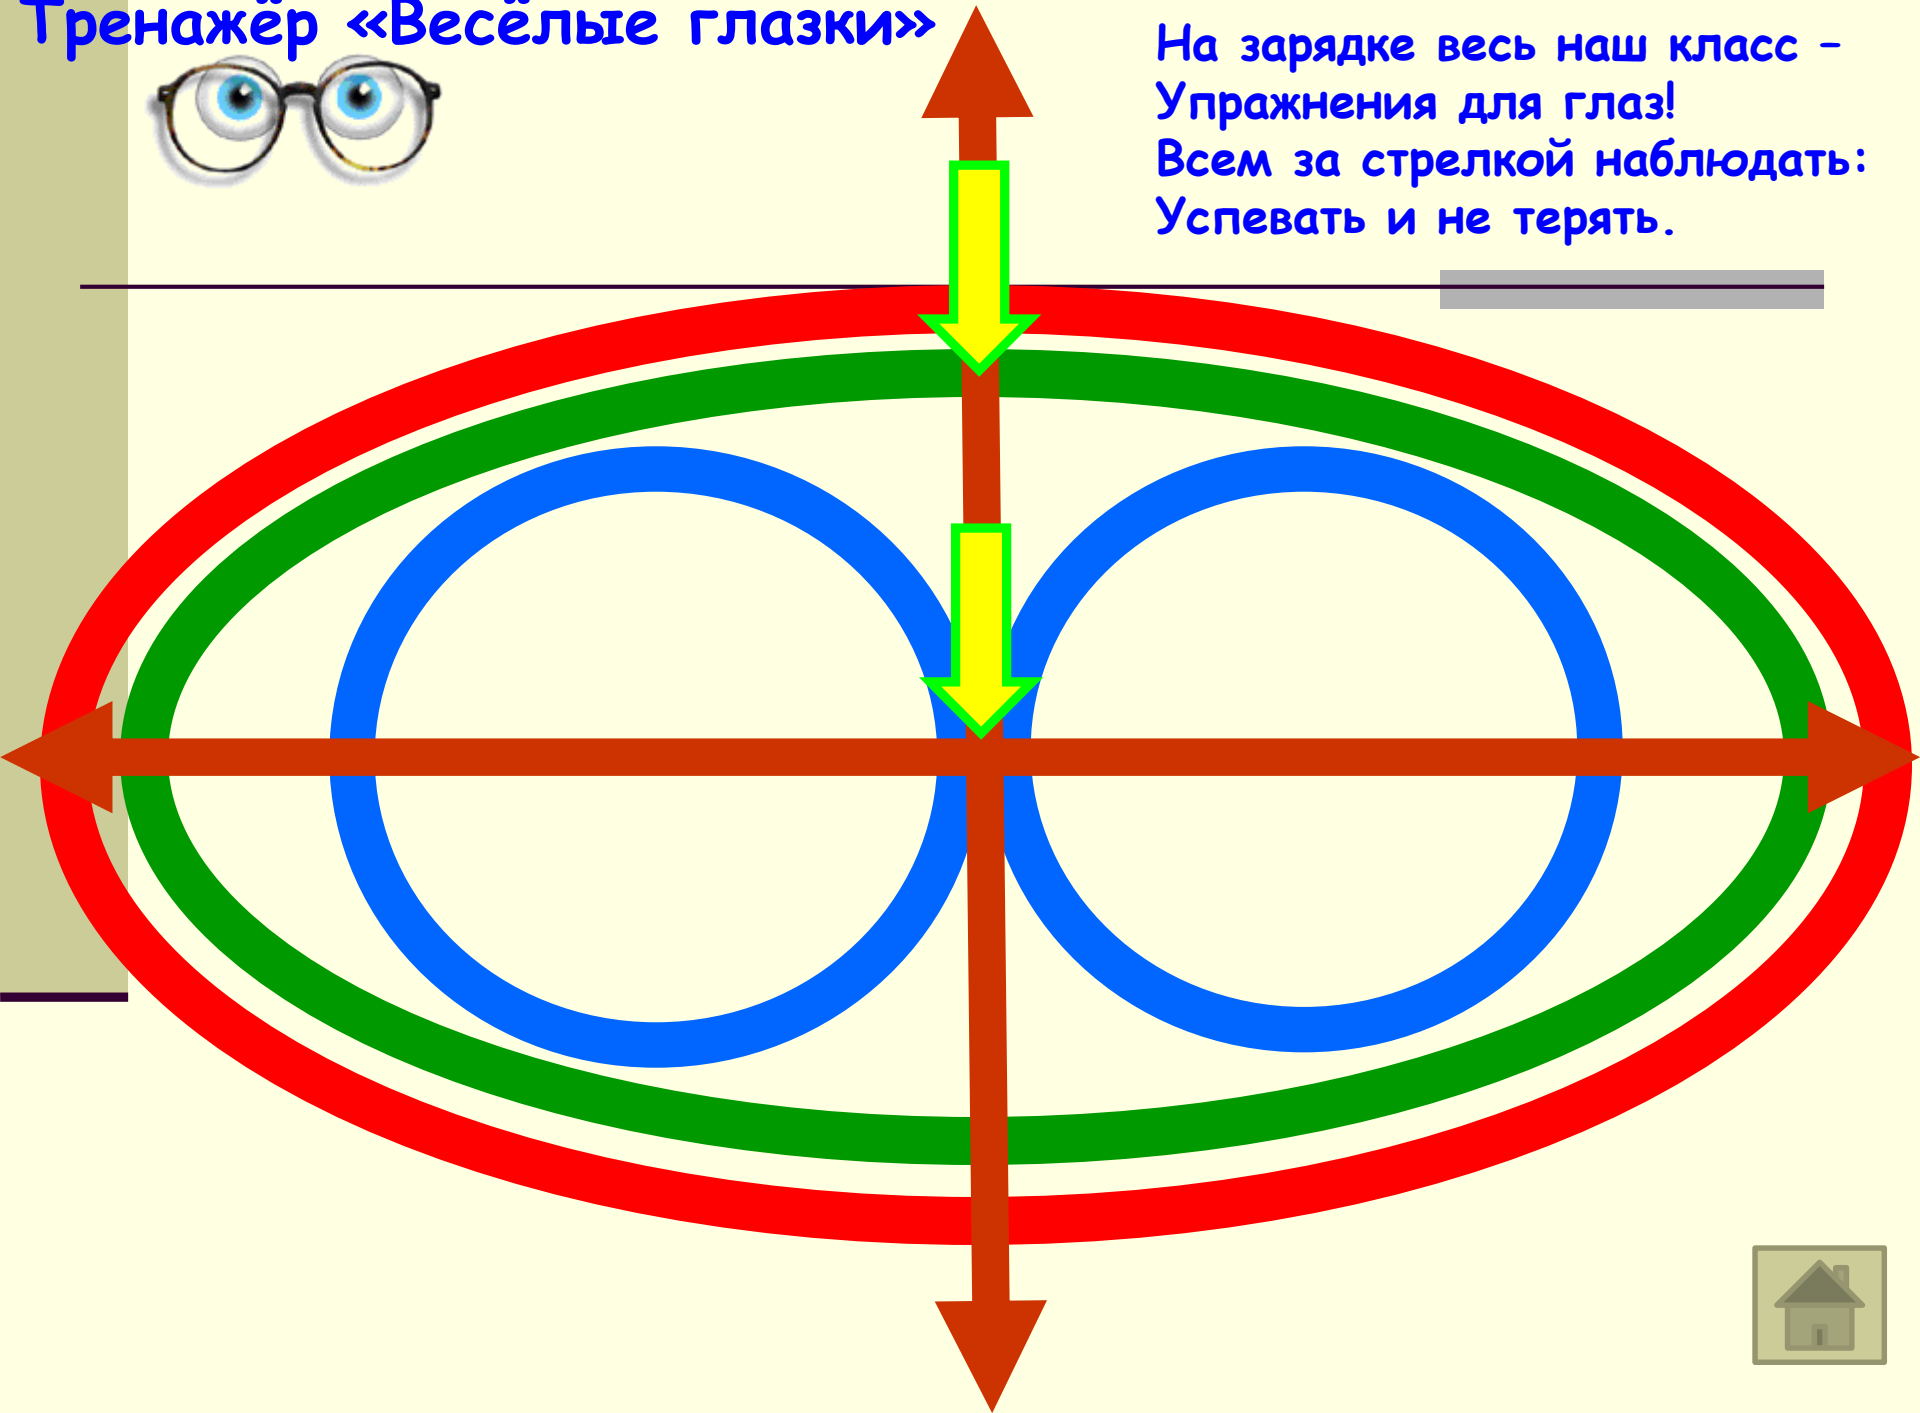 Тренажёр «Весёлые глазки»
На зарядке весь наш класс –
Упражнения для глаз!
Всем за стрелкой наблюдать:
Успевать и не терять.